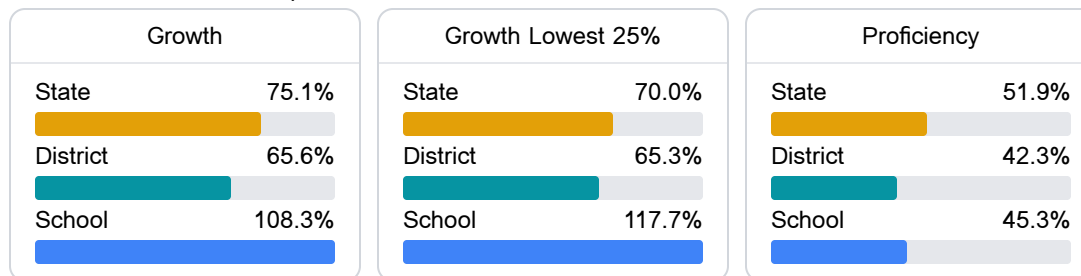 Growth
State 75.1%
District 65.6%
School 108.3%
Growth Lowest 25%
State 70.0%
District 65.3%
School 117.7%
Proficiency
State 51.9%
District 42.3%
School 45.3%